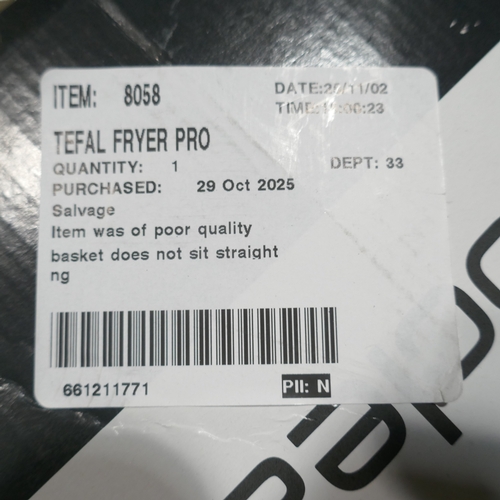 ITEM: 8058
TEFAL FRYER PRO
QUANTITY: 1
DEPT: 33
PURCHASED: 29 Oct 2025
Salvage
Item was of poor quality
basket does not sit straight
ng
661211771
PII: N